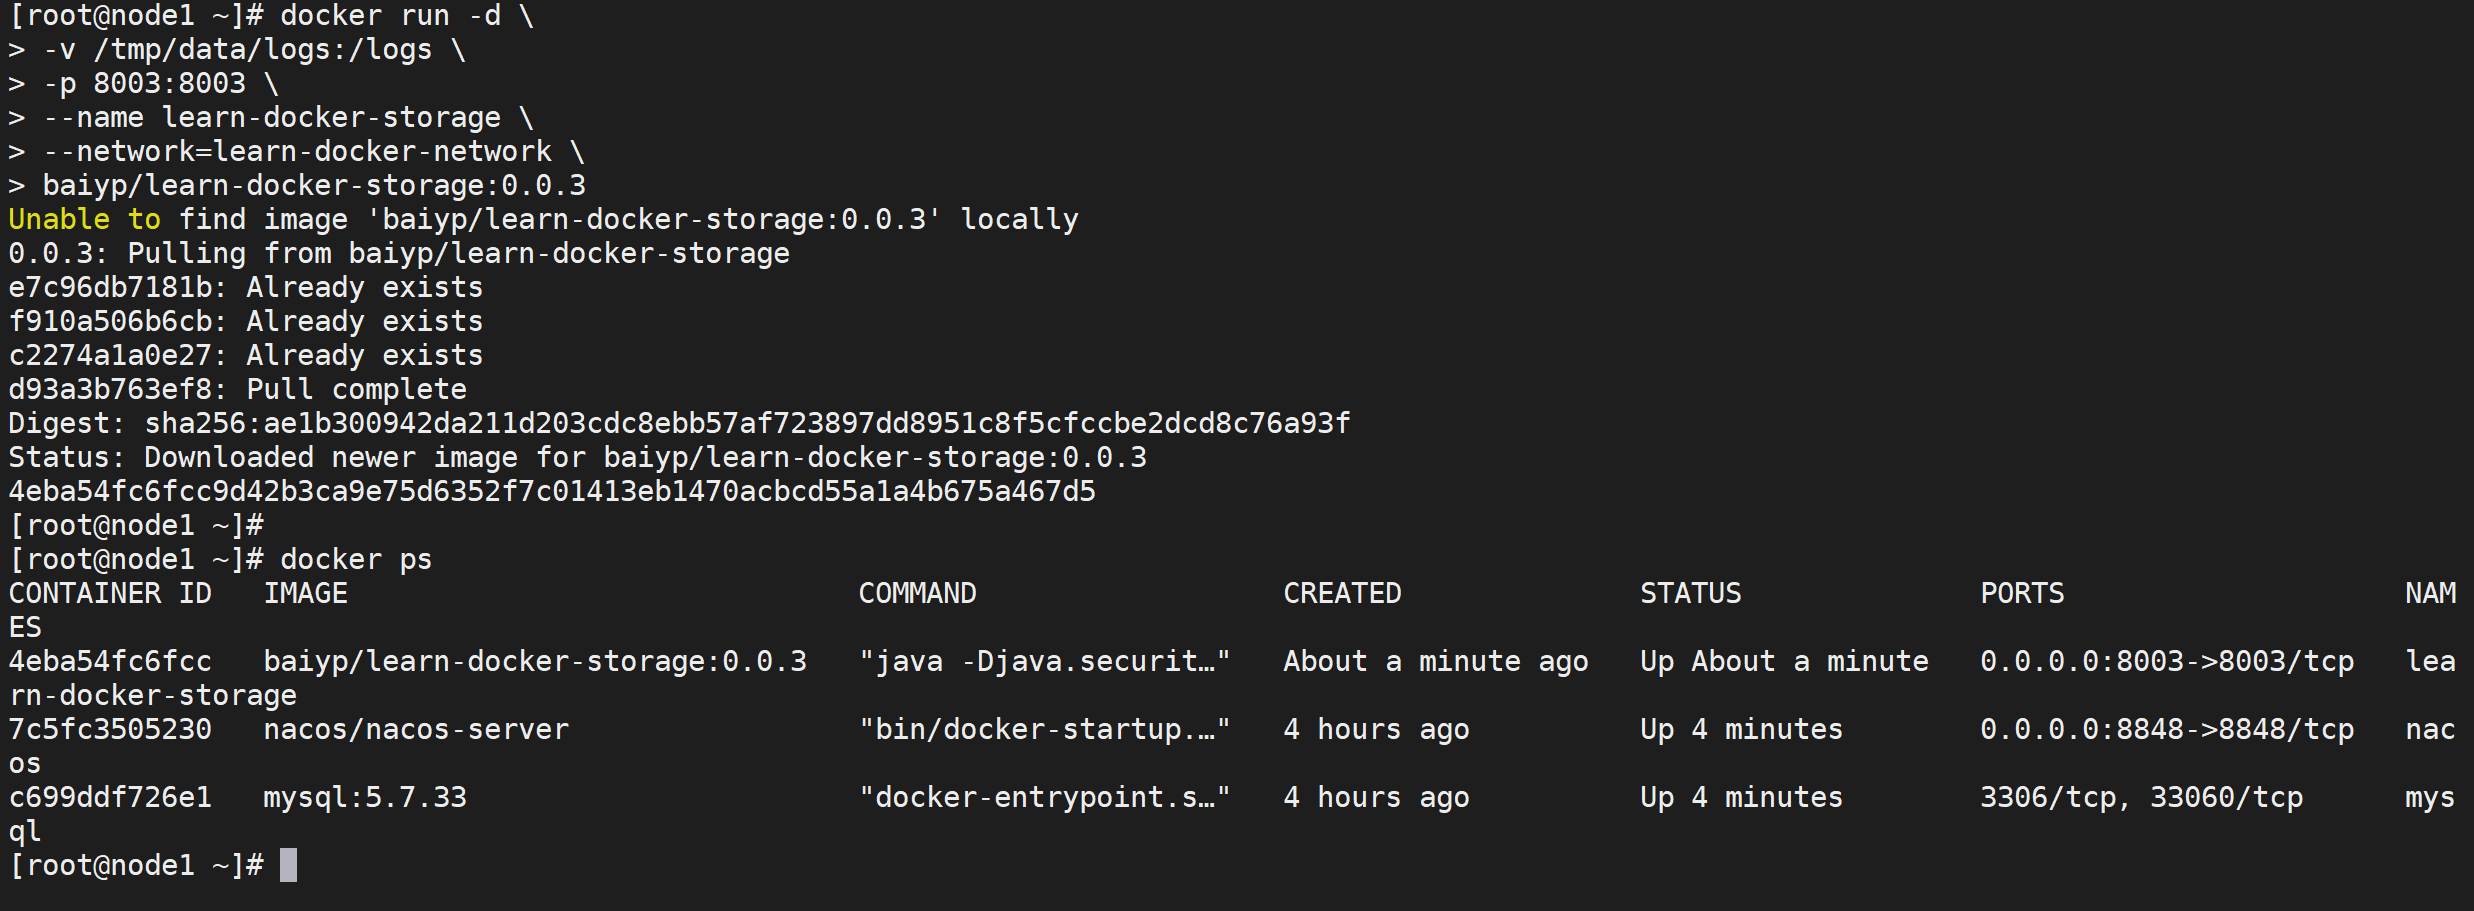 [root@node1 ~]# docker run -d \
> -v /tmp/data/logs:/logs \
> -p 8003:8003 \
> --name learn-docker-storage \
> --network=learn-docker-network \
> baiyp/learn-docker-storage:0.0.3
Unable to find image 'baiyp/learn-docker-storage:0.0.3' locally
0.0.3: Pulling from baiyp/learn-docker-storage
e7c96db7181b: Already exists
f910a506b6cb: Already exists
c2274a1a0e27: Already exists
d93a3b763ef8: Pull complete
Digest: sha256:ae1b300942da211d203cdc8ebb57af723897dd8951c8f5cfccbe2dcd8c76a93f
Status: Downloaded newer image for baiyp/learn-docker-storage:0.0.3
4eba54fc6fcc9d42b3ca9e75d6352f7c01413eb1470acbcd55a1a4b675a467d5
[root@node1 ~]#
[root@node1 ~]# docker ps
CONTAINER ID   IMAGE                              COMMAND                  CREATED              STATUS              PORTS                    NAM
ES
4eba54fc6fcc   baiyp/learn-docker-storage:0.0.3   "java -Djava.securit…"   About a minute ago   Up About a minute   0.0.0.0:8003->8003/tcp   lea
rn-docker-storage
7c5fc3505230   nacos/nacos-server                 "bin/docker-startup.…"   4 hours ago          Up 4 minutes        0.0.0.0:8848->8848/tcp   nac
os
c699ddf726e1   mysql:5.7.33                       "docker-entrypoint.s…"   4 hours ago          Up 4 minutes        3306/tcp, 33060/tcp      mys
ql
[root@node1 ~]#